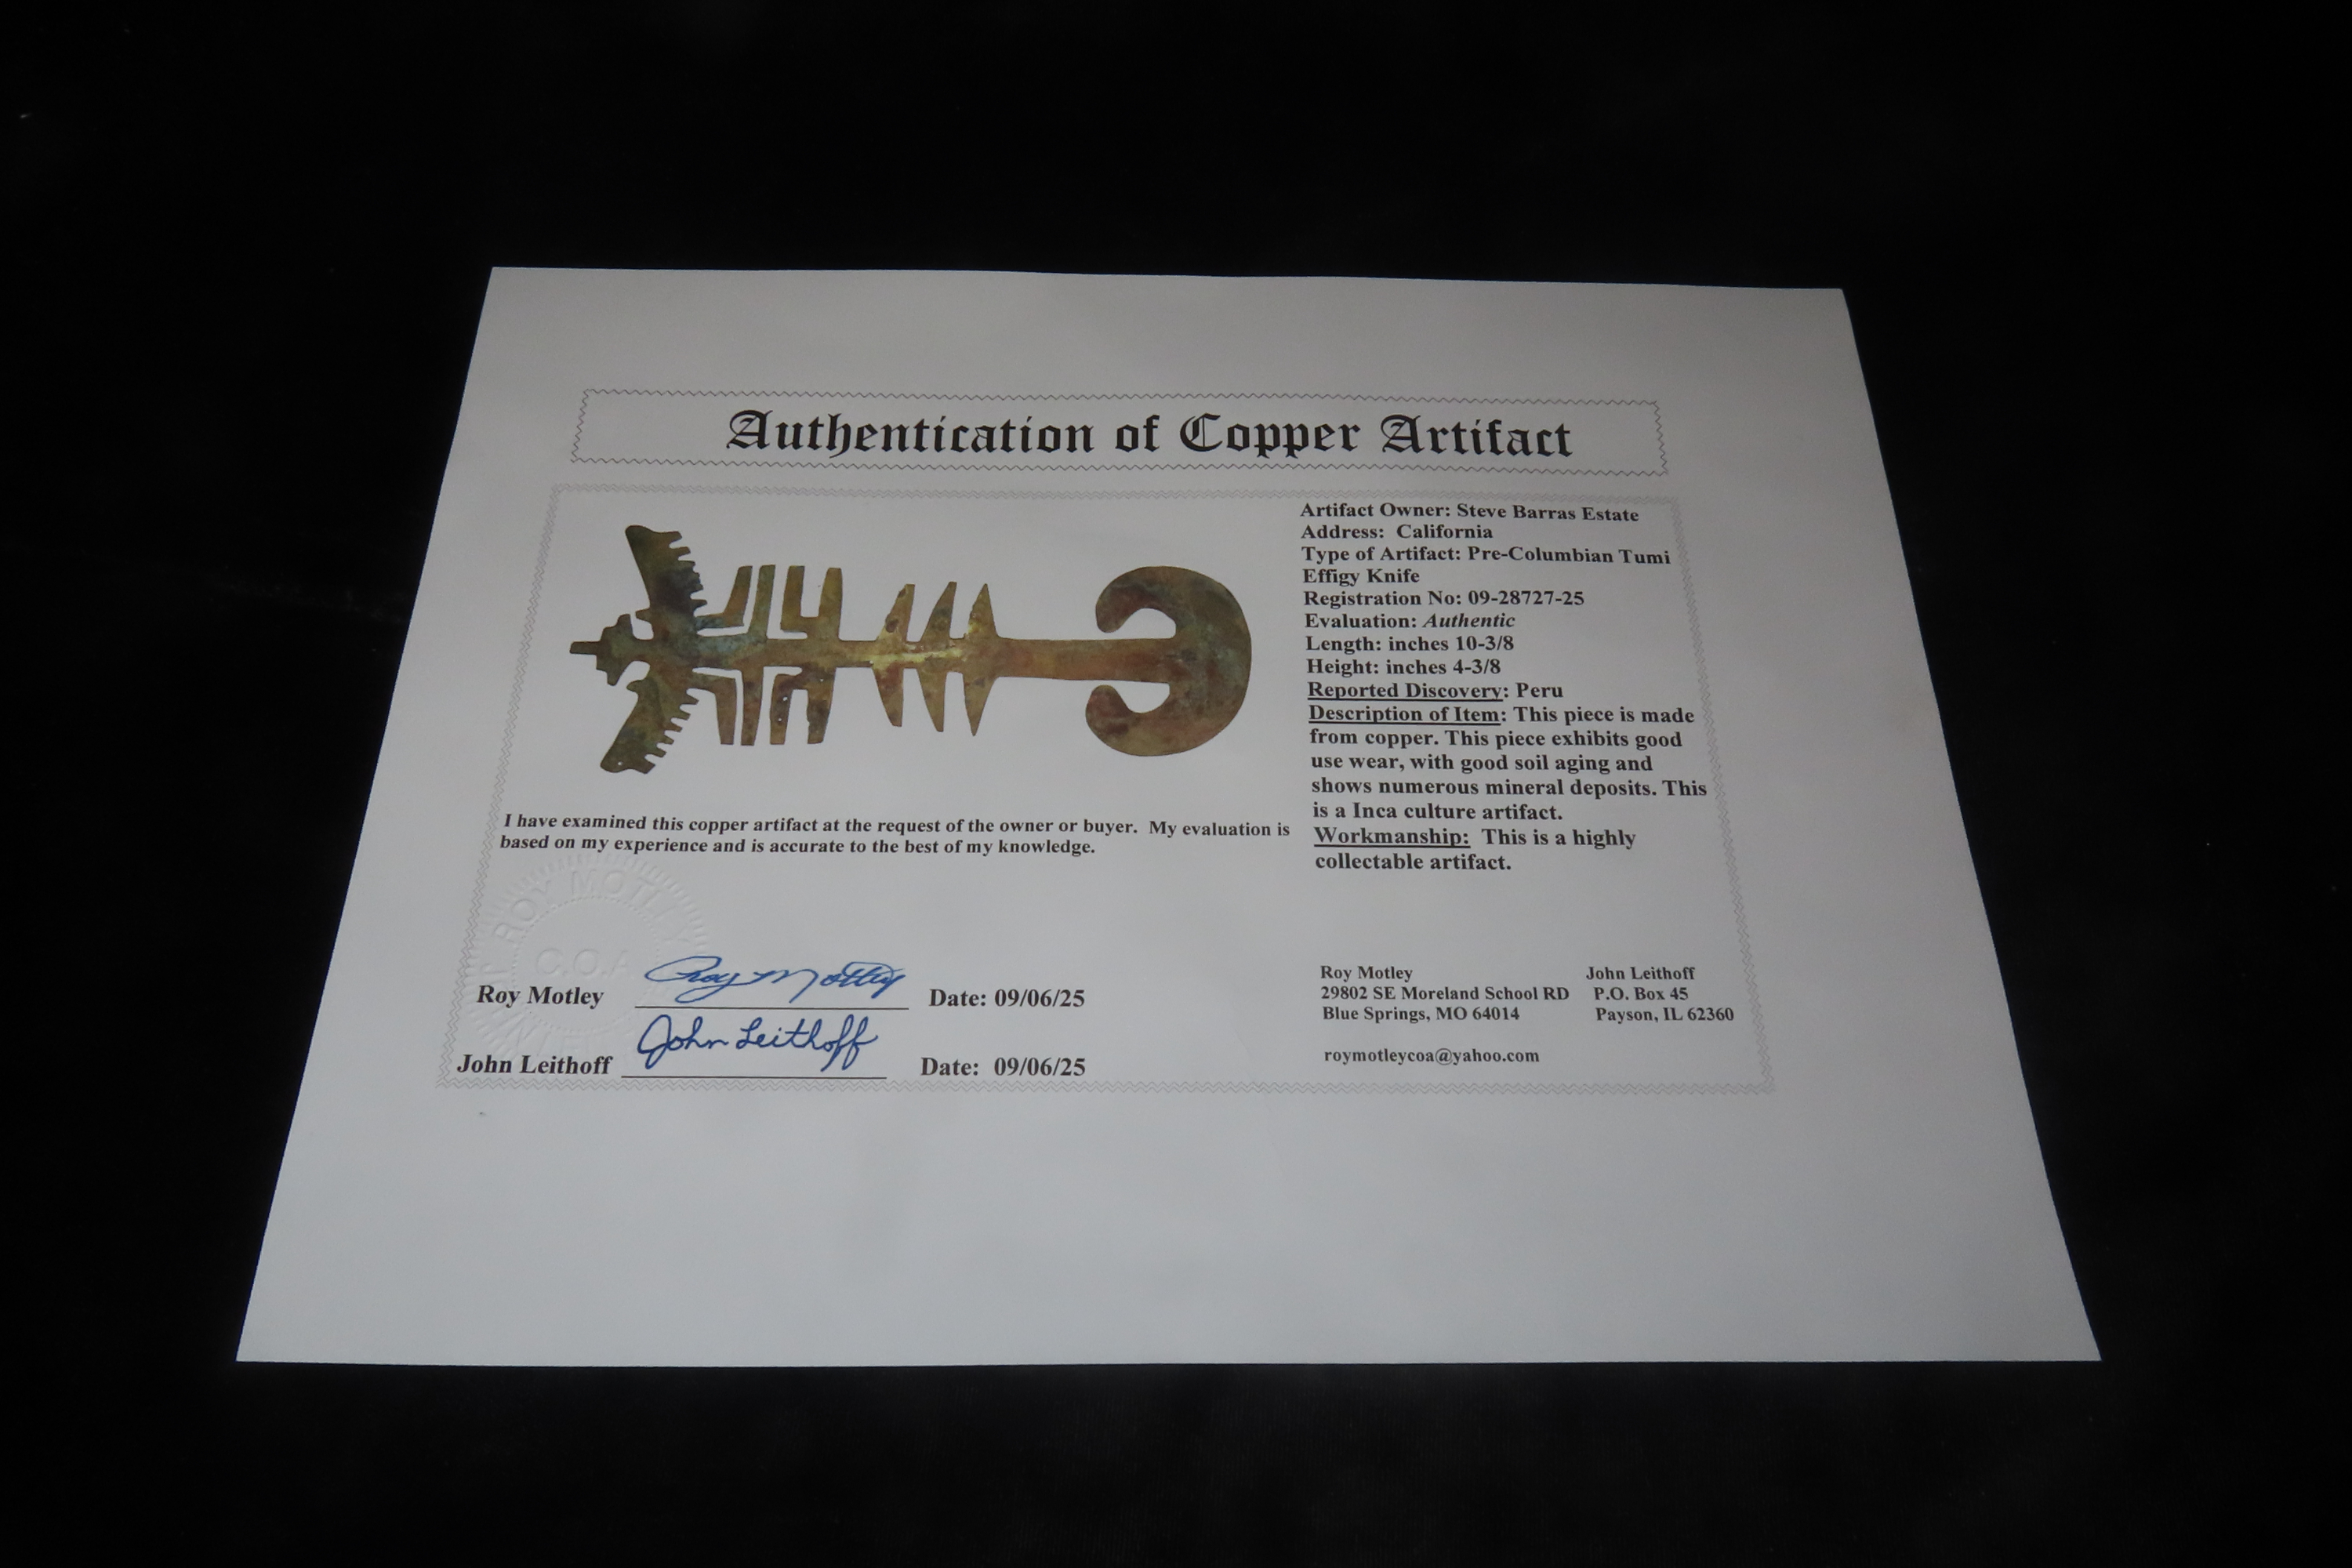 Authentication of Copper Artifact
Artifact Owner: Steve Barras Estate
Address: California
Type of Artifact: Pre-Columbian Tumi
Effigy Knife
Registration No: 09-28727-25
Evaluation: Authentic
Length: inches 10-3/8
Height: inches 4-3/8
Reported Discovery: Peru
Description of Item: This piece is made
from copper. This piece exhibits good
use wear, with good soil aging and
shows numerous mineral deposits. This
is a Inca culture artifact.
Workmanship: This is a highly
collectable artifact.
I have examined this copper artifact at the request of the owner or buyer. My evaluation is
based on my experience and is accurate to the best of my knowledge.
ROY MOTLEY
C.O.A
Roy Motley Roy Motley Date: 09/06/25
John Leithoff John Leithoff Date: 09/06/25
Roy Motley John Leithoff
29802 SE Moreland School RD P.O. Box 45
Blue Springs, MO 64014 Payson, IL 62360
roymotleycoa@yahoo.com